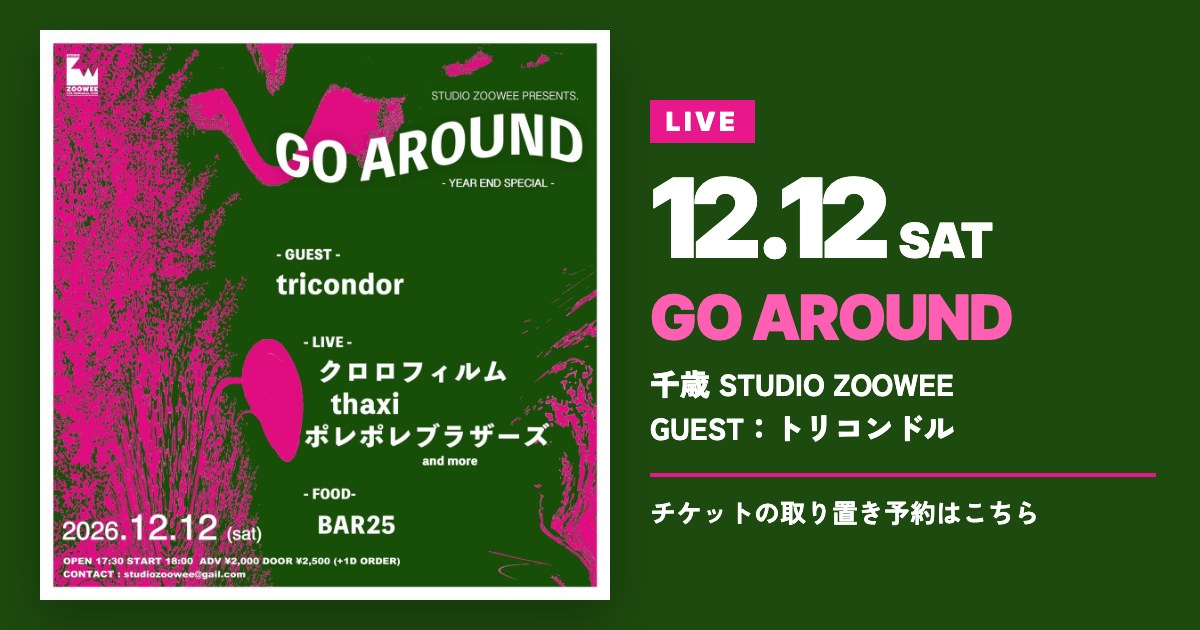 ZOOWEE
STUDIO ZOOWEE PRESENTS.
GO AROUND
- YEAR END SPECIAL -
- GUEST -
tricondor
- LIVE -
クロロフィルム
thaxi
ポレポレブラザーズ
and more
- FOOD-
BAR25
2026.12.12 (sat)
OPEN 17:30 START 18:00 ADV ¥2,000 DOOR ¥2,500 (+1D ORDER)
CONTACT : studiozoowee@gail.com
LIVE
12.12 SAT
GO AROUND
千歳 STUDIO ZOOWEE
GUEST：トリコンドル
チケットの取り置き予約はこちら